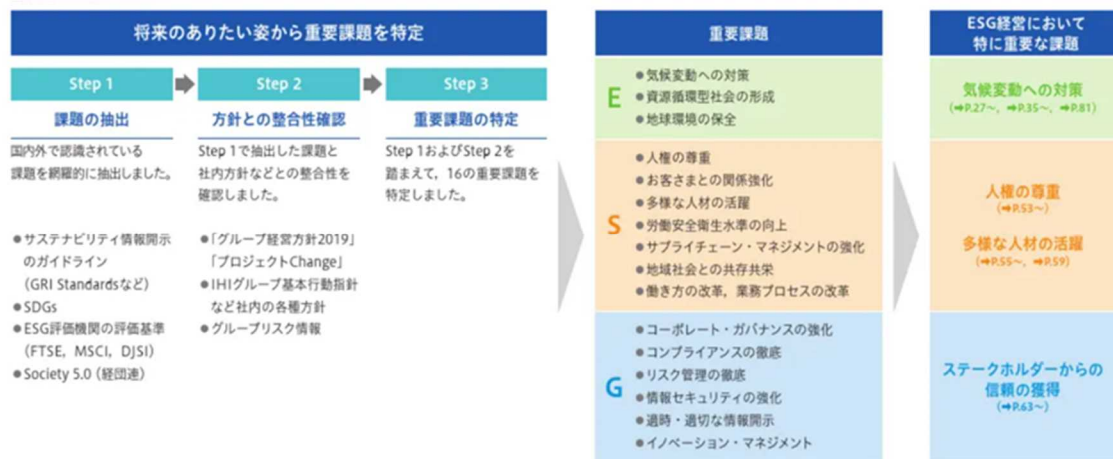 将来のありたい姿から重要課題を特定
Step 1
課題の抽出
国内外で認識されている
課題を網羅的に抽出しました。
●サステナビリティ情報開示
のガイドライン
（GRI Standardsなど）
●SDGs
●ESG評価機関の評価基準
（FTSE，MSCI，DJSI）
●Society 5.0（経団連）
Step 2
方針との整合性確認
Step 1で抽出した課題と
社内方針などとの整合性を
確認しました。
●「グループ経営方針2019」
「プロジェクトChange」
●IHIグループ基本行動指針
など社内の各種方針
●グループリスク情報
Step 3
重要課題の特定
Step 1およびStep 2を
踏まえて，16の重要課題を
特定しました。
重要課題
E
●気候変動への対策
●資源循環型社会の形成
●地球環境の保全
S
●人権の尊重
●お客さまとの関係強化
●多様な人材の活躍
●労働安全衛生水準の向上
●サプライチェーン・マネジメントの強化
●地域社会との共存共栄
●働き方の改革，業務プロセスの改革
G
●コーポレート・ガバナンスの強化
●コンプライアンスの徹底
●リスク管理の徹底
●情報セキュリティの強化
●適時・適切な情報開示
●イノベーション・マネジメント
ESG経営において
特に重要な課題
気候変動への対策
（➡P.27～，➡P.35～，➡P.81）
人権の尊重
（➡P.53～）
多様な人材の活躍
（➡P.55～，➡P.59）
ステークホルダーからの
信頼の獲得
（➡P.63～）